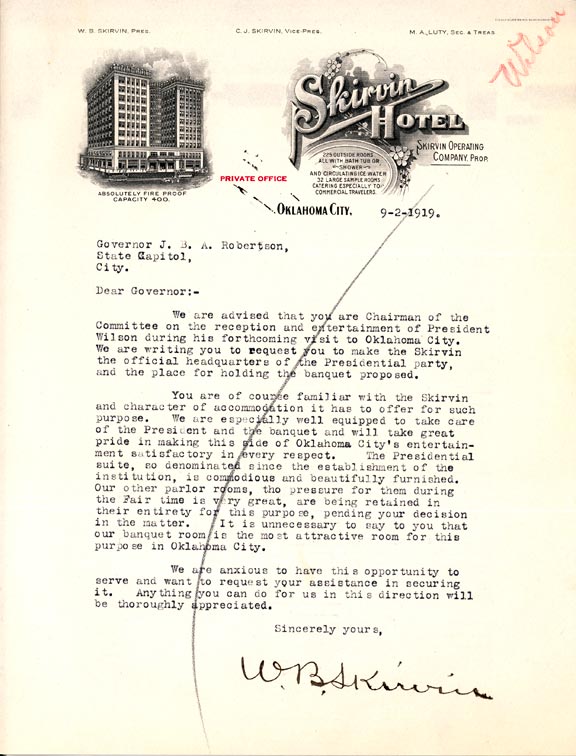 W. B. SKIRVIN, PRES. C. J. SKIRVIN, VICE-PRES. M. A. LUTY, SEC. & TREAS.
Wilson
Skirvin
HOTEL
SKIRVIN OPERATING
COMPANY, PROP.
225 OUTSIDE ROOMS
ALL WITH BATH TUB OR
SHOWER
AND CIRCULATING ICE WATER
32 LARGE SAMPLE ROOMS
CATERING ESPECIALLY TO
COMMERCIAL TRAVELERS.
ABSOLUTELY FIRE PROOF
CAPACITY 400.
PRIVATE OFFICE
OKLAHOMA CITY, 9-2-1919.
Governor J. B. A. Robertson,
State Capitol,
City.
Dear Governor:-
We are advised that you are Chairman of the
Committee on the reception and entertainment of President
Wilson during his forthcoming visit to Oklahoma City.
We are writing you to request you to make the Skirvin
the official headquarters of the Presidential party,
and the place for holding the banquet proposed.
You are of course familiar with the Skirvin
and character of accommodation it has to offer for such
purpose. We are especially well equipped to take care
of the President and the banquet and will take great
pride in making this side of Oklahoma City's entertain-
ment satisfactory in every respect. The Presidential
suite, so denominated since the establishment of the
institution, is commodious and beautifully furnished.
Our other parlor rooms, tho pressure for them during
the Fair time is very great, are being retained in
their entirety for this purpose, pending your decision
in the matter. It is unnecessary to say to you that
our banquet room is the most attractive room for this
purpose in Oklahoma City.
We are anxious to have this opportunity to
serve and want to request your assistance in securing
it. Anything you can do for us in this direction will
be thoroughly appreciated.
Sincerely yours,
W. B. Skirvin